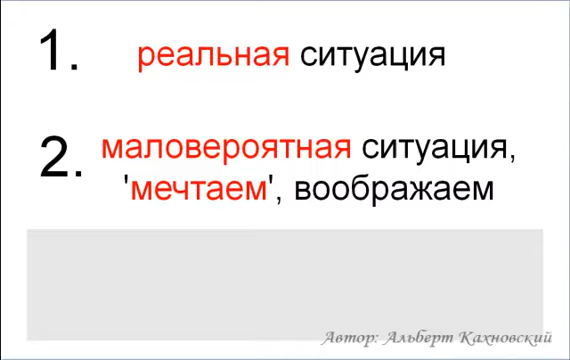 1. реальная ситуация
2. маловероятная ситуация,
'мечтаем', воображаем
Автор: Альберт Кахновский